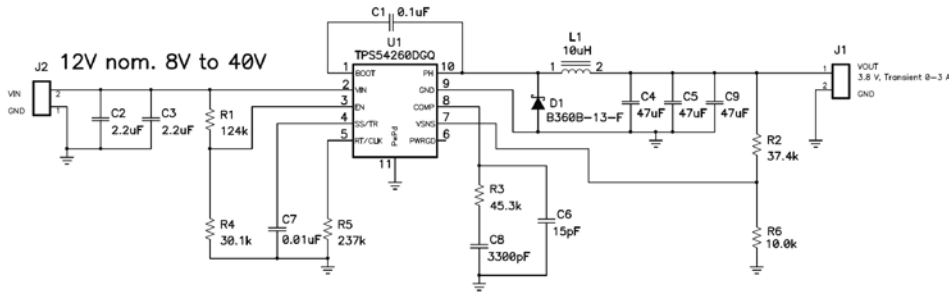 C1
0.1uF
U1
TPS54260DGQ
L1
10uH
J1
J2
12V nom. 8V to 40V
1
BOOT
PH
10
2
VIN
GND
9
3
EN
COMP
8
4
SS/TR
VSNS
7
5
RT/CLK
PWRGD
6
PwPd
11
1
2
1
VOUT
3.8 V, Transient 0-3 A
2
GND
VIN
2
GND
1
C2
2.2uF
C3
2.2uF
R1
124k
D1
B360B-13-F
C4
47uF
C5
47uF
C9
47uF
R2
37.4k
R3
45.3k
C6
15pF
R4
30.1k
C7
0.01uF
R5
237k
C8
3300pF
R6
10.0k